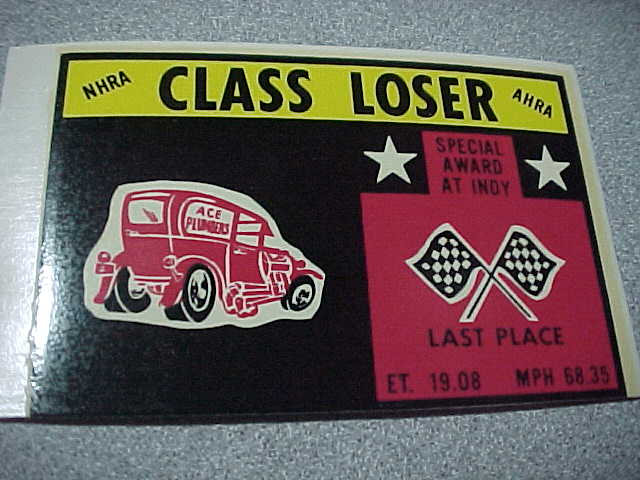 NHRA CLASS LOSER AHRA
SPECIAL
AWARD
AT INDY
ACE
PLUMBERS
LAST PLACE
ET. 19.08 MPH 68.35